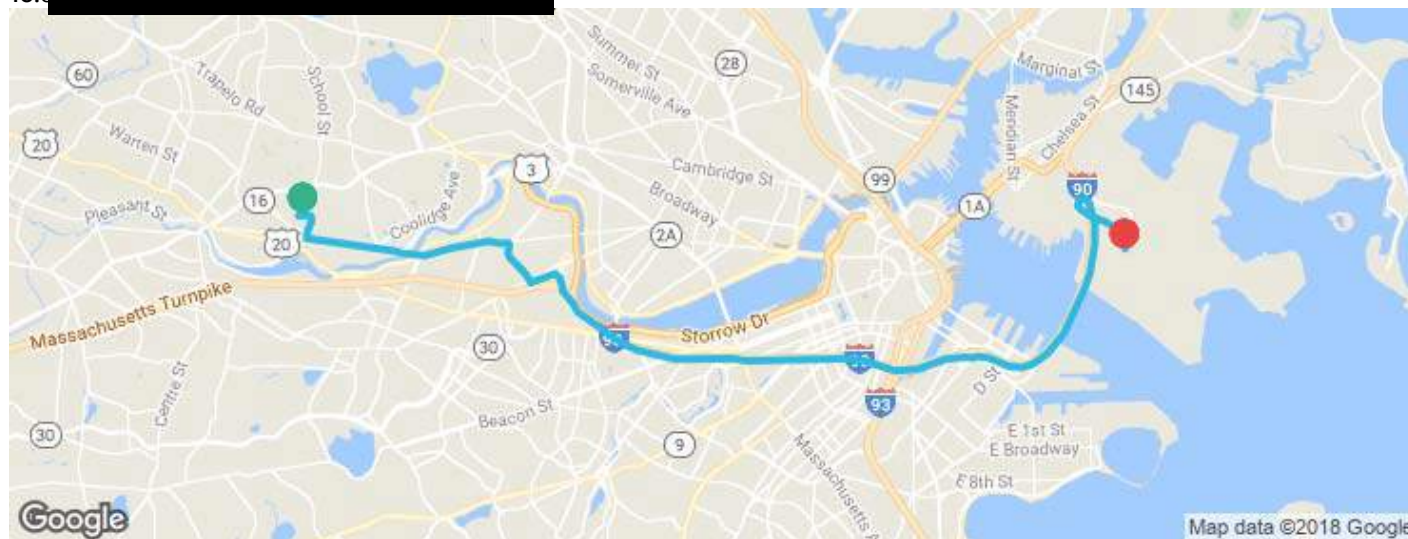 Summer St
28
Marginal St
60
Trapelo Rd
School St
Somerville Ave
145
Meridian St
Chelsea St
20
Warren St
3
Cambridge St
99
90
16
Coolidge Ave
Broadway
1A
Pleasant St
20
2A
Massachusetts Turnpike
Storrow Dr
30
93
D St
Centre St
Beacon St
E 1st St
30
9
E Broadway
Massachusetts A
E 8th St
Google
Map data ©2018 Google